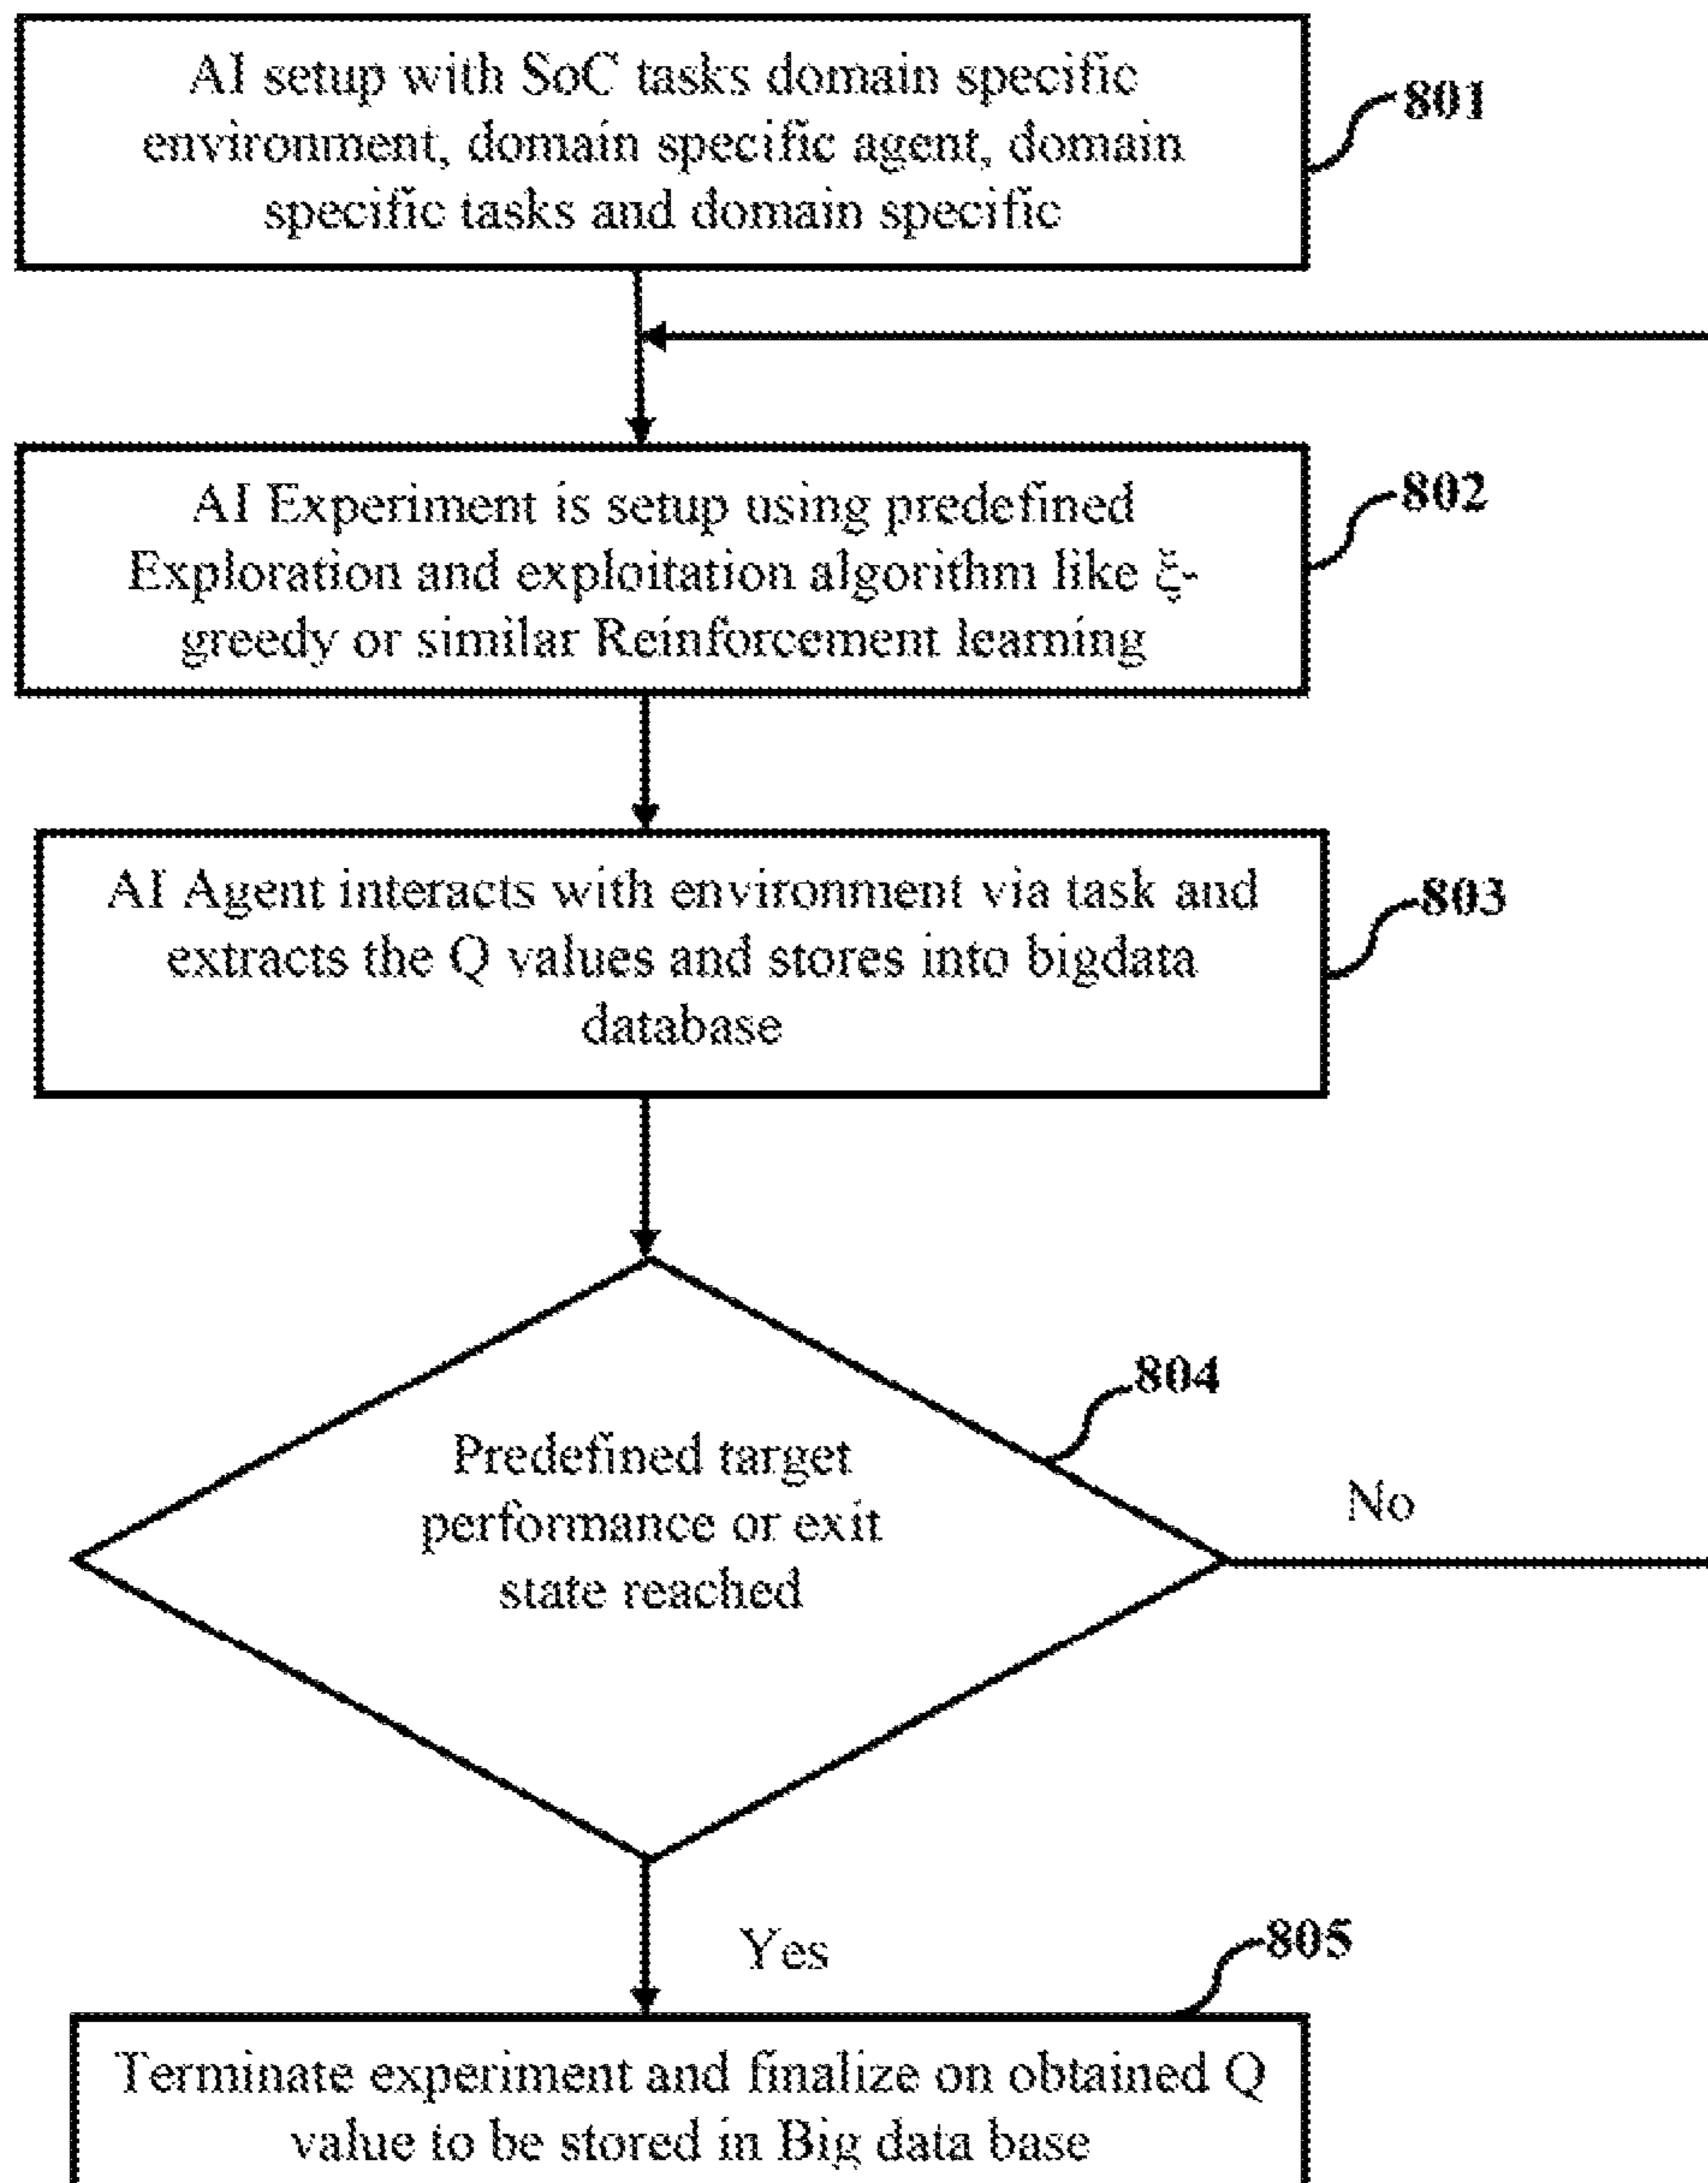 AI setup with SoC tasks domain specific
environment, domain specific agent, domain
specific tasks and domain specific
801
AI Experiment is setup using predefined
Exploration and exploitation algorithm like ξ-
greedy or similar Reinforcement learning
802
AI Agent interacts with environment via task and
extracts the Q values and stores into bigdata
database
803
804
Predefined target
performance or exit
state reached
No
Yes
805
Terminate experiment and finalize on obtained Q
value to be stored in Big data base